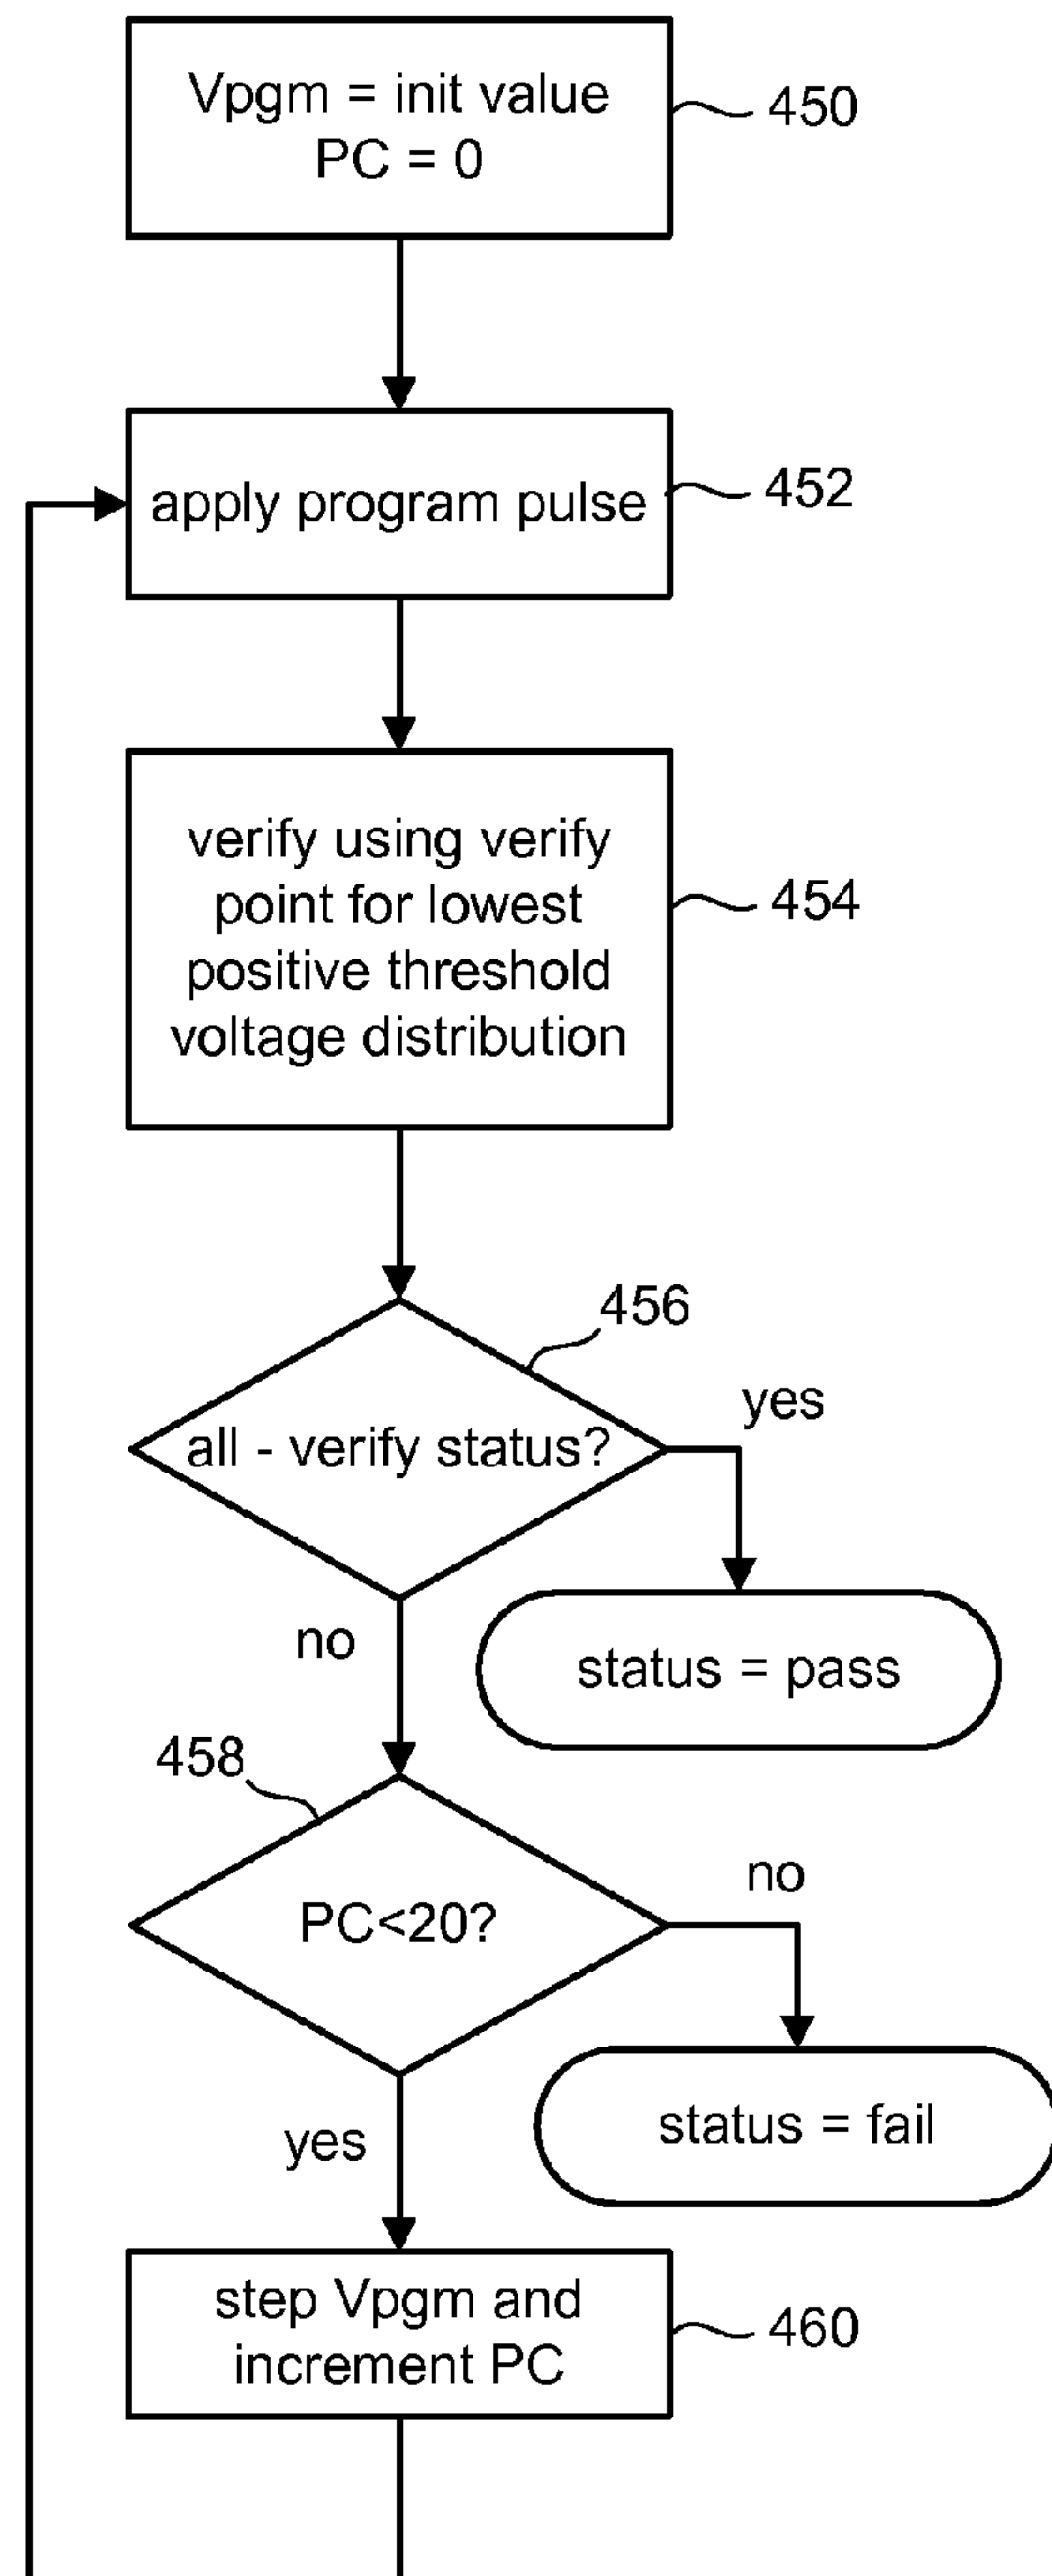 Vpgm = init value
PC = 0
450
apply program pulse
452
verify using verify
point for lowest
positive threshold
voltage distribution
454
456
all - verify status?
yes
no
status = pass
458
PC<20?
no
yes
status = fail
step Vpgm and
increment PC
460